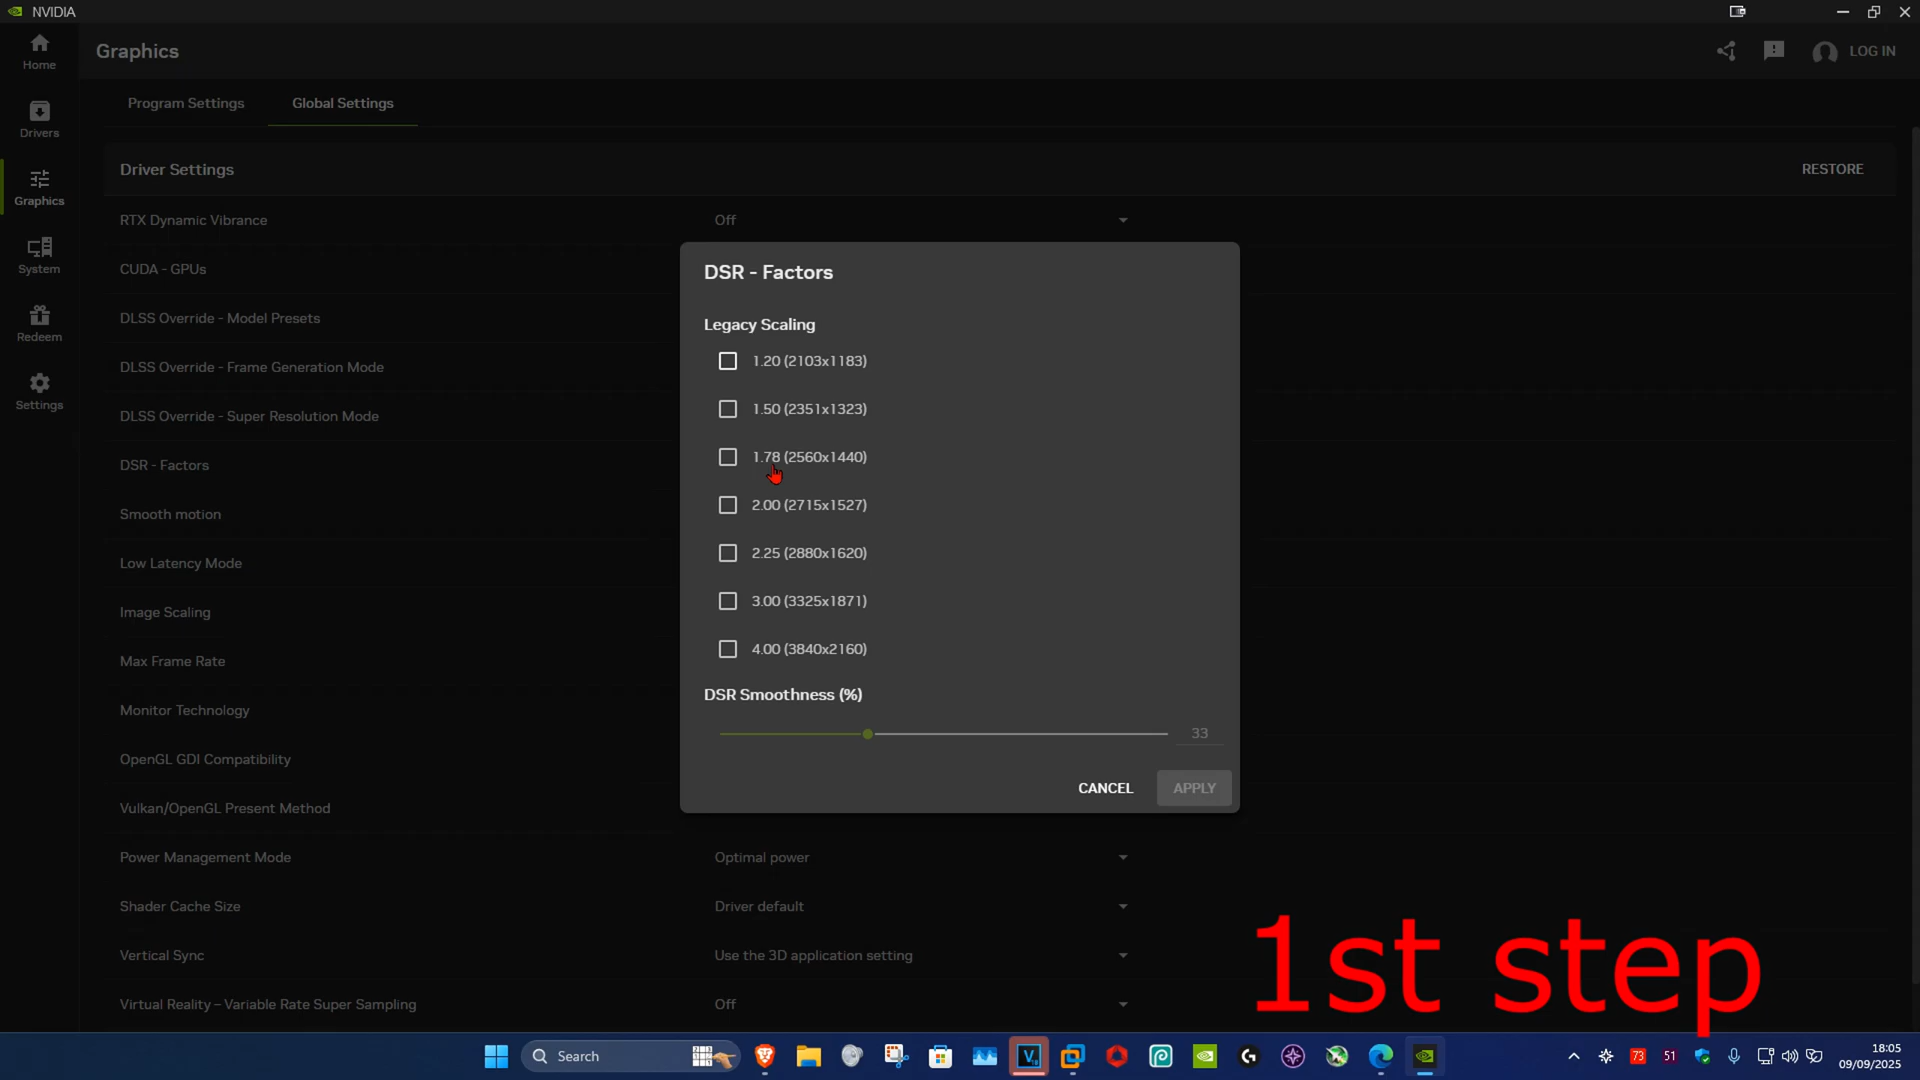 NVIDIA
Home
Graphics
LOG IN
Drivers
Program Settings
Global Settings
Graphics
Driver Settings
RESTORE
RTX Dynamic Vibrance
Off
System
CUDA - GPUs
Redeem
DLSS Override - Model Presets
DLSS Override - Frame Generation Mode
Settings
DLSS Override - Super Resolution Mode
DSR - Factors
Smooth motion
Low Latency Mode
Image Scaling
Max Frame Rate
Monitor Technology
OpenGL GDI Compatibility
Vulkan/OpenGL Present Method
Power Management Mode
Optimal power
Shader Cache Size
Driver default
Vertical Sync
Use the 3D application setting
Virtual Reality – Variable Rate Super Sampling
Off
DSR - Factors
Legacy Scaling
1.20 (2103x1183)
1.50 (2351x1323)
1.78 (2560x1440)
2.00 (2715x1527)
2.25 (2880x1620)
3.00 (3325x1871)
4.00 (3840x2160)
DSR Smoothness (%)
33
CANCEL
APPLY
1st step
Search
73
51
18:05
09/09/2025